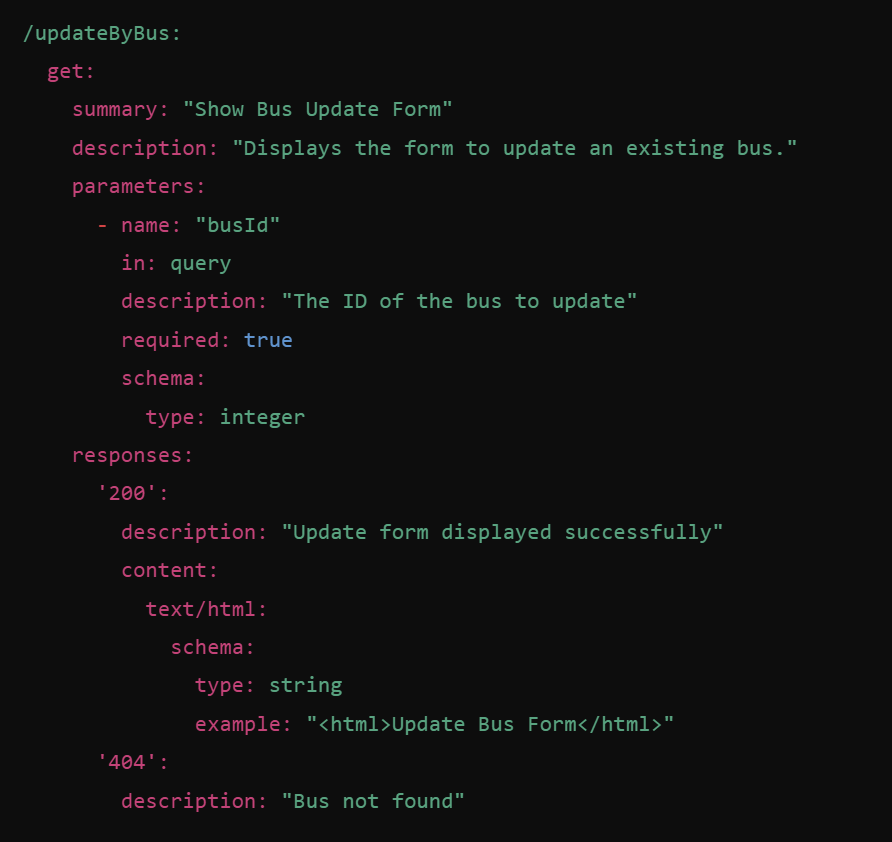 /updateByBus:
  get:
    summary: "Show Bus Update Form"
    description: "Displays the form to update an existing bus."
    parameters:
      - name: "busId"
        in: query
        description: "The ID of the bus to update"
        required: true
        schema:
          type: integer
    responses:
      '200':
        description: "Update form displayed successfully"
        content:
          text/html:
            schema:
              type: string
              example: "<html>Update Bus Form</html>"
      '404':
        description: "Bus not found"